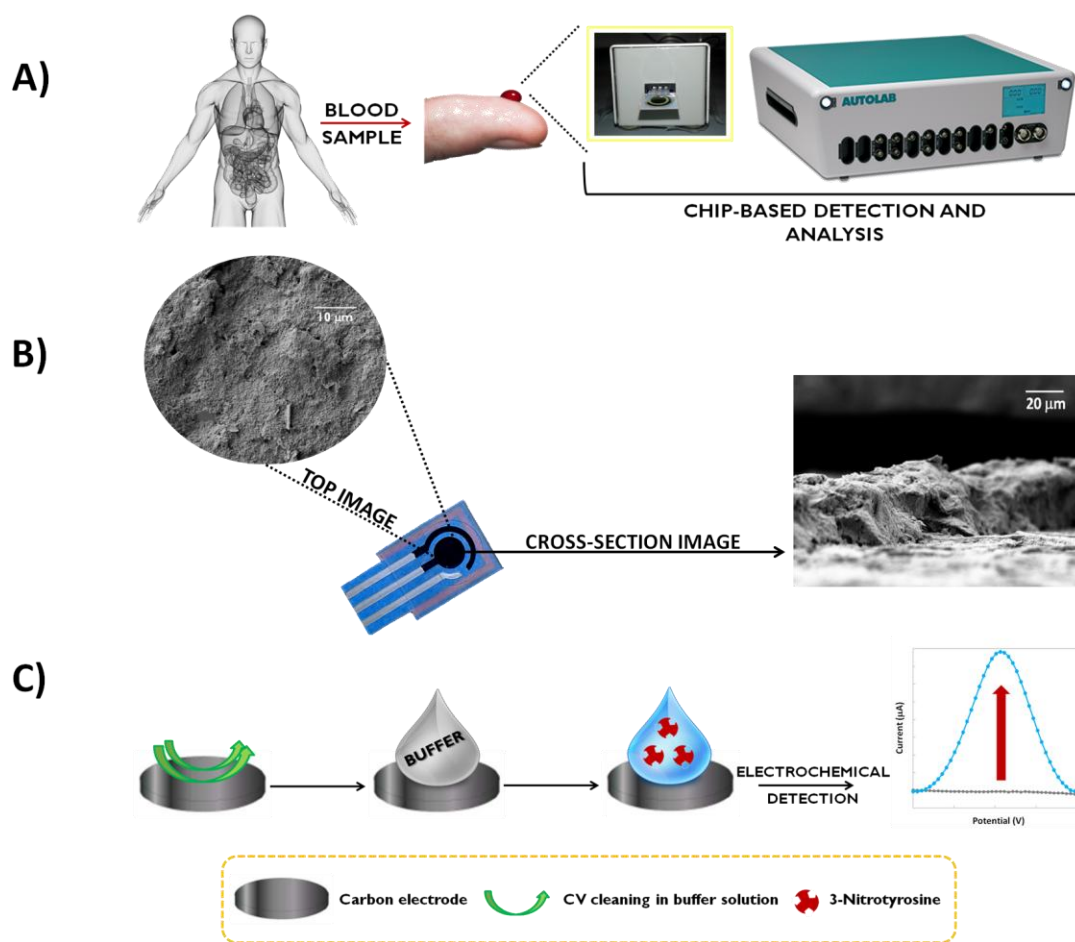 A)
BLOOD
SAMPLE
AUTOLAB
CHIP-BASED DETECTION AND
ANALYSIS
B)
10 µm
20 µm
TOP IMAGE
CROSS-SECTION IMAGE
C)
BUFFER
ELECTROCHEMICAL
DETECTION
Current (µA)
Potential (V)
Carbon electrode
CV cleaning in buffer solution
3-Nitrotyrosine